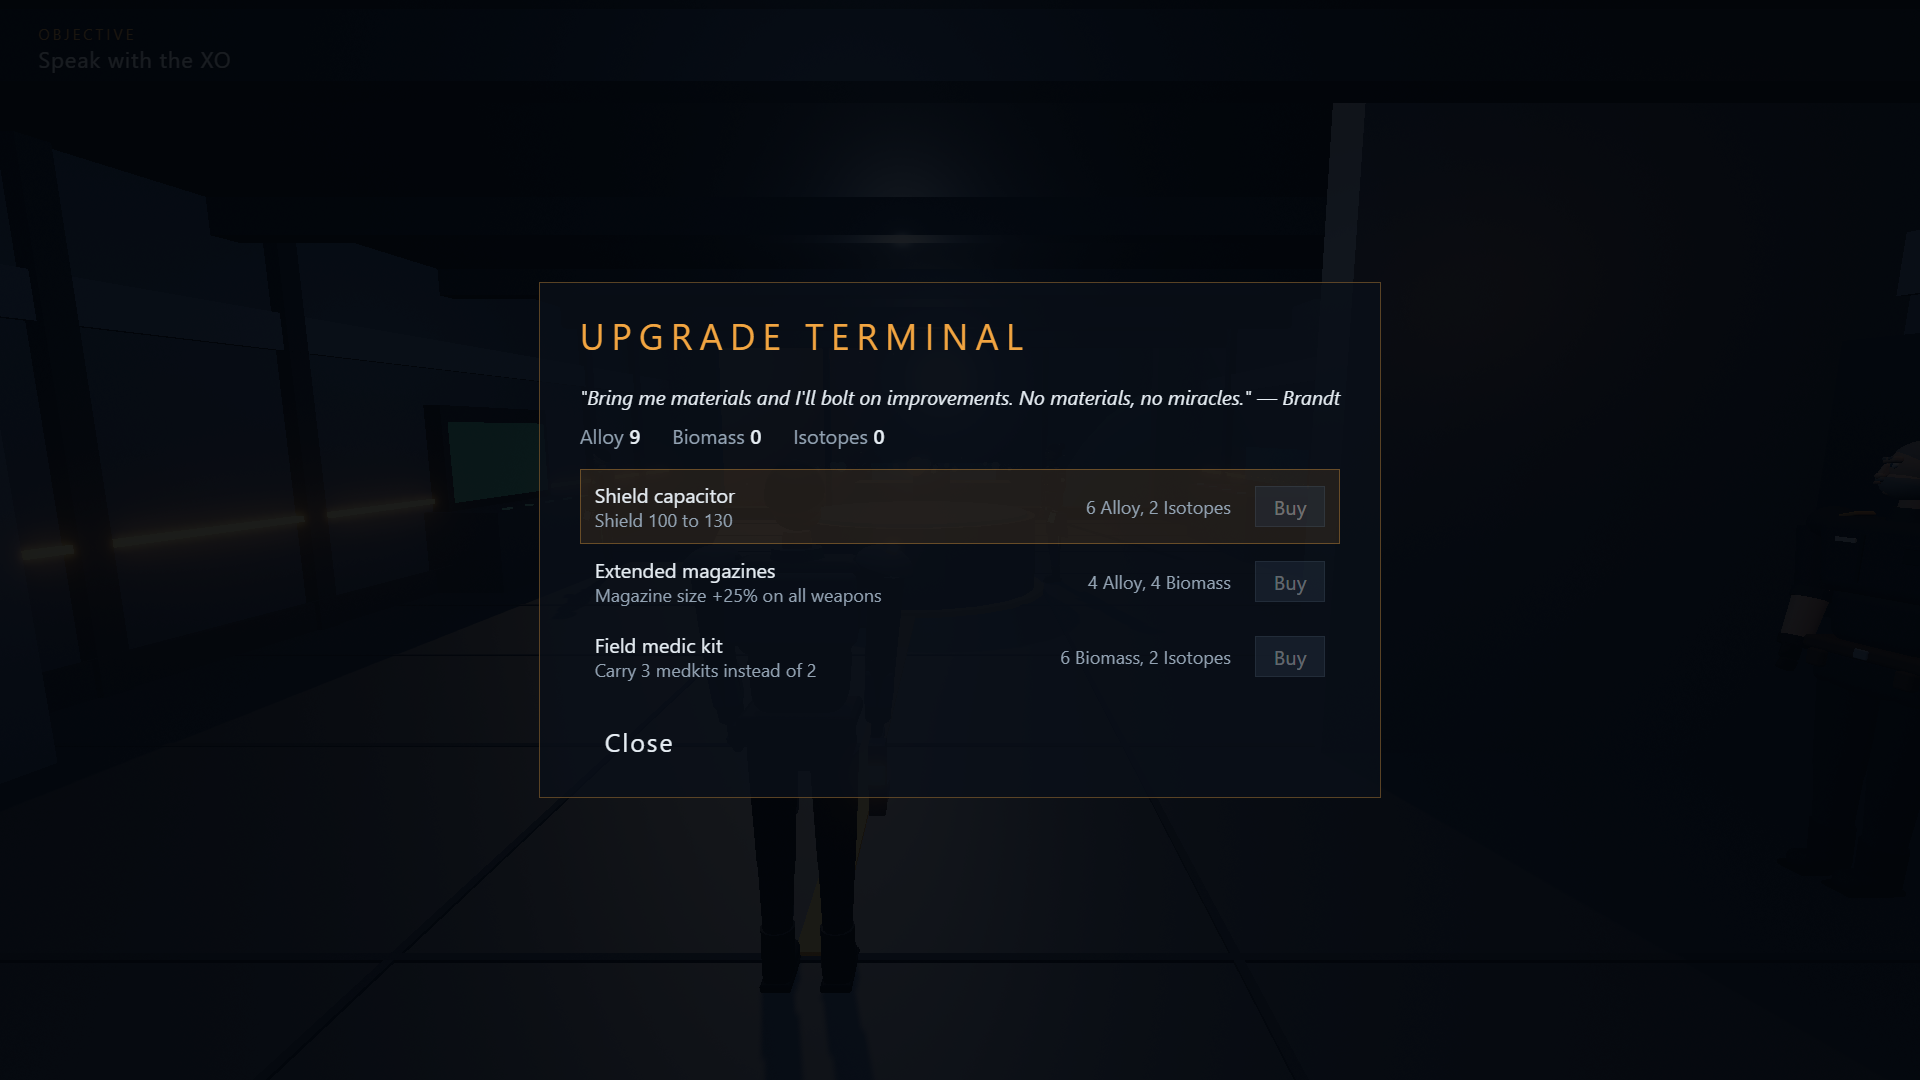 OBJECTIVE
Speak with the XO
UPGRADE TERMINAL
"Bring me materials and I'll bolt on improvements. No materials, no miracles." — Brandt
Alloy 9 Biomass 0 Isotopes 0
Shield capacitor
Shield 100 to 130
6 Alloy, 2 Isotopes
Buy
Extended magazines
Magazine size +25% on all weapons
4 Alloy, 4 Biomass
Buy
Field medic kit
Carry 3 medkits instead of 2
6 Biomass, 2 Isotopes
Buy
Close